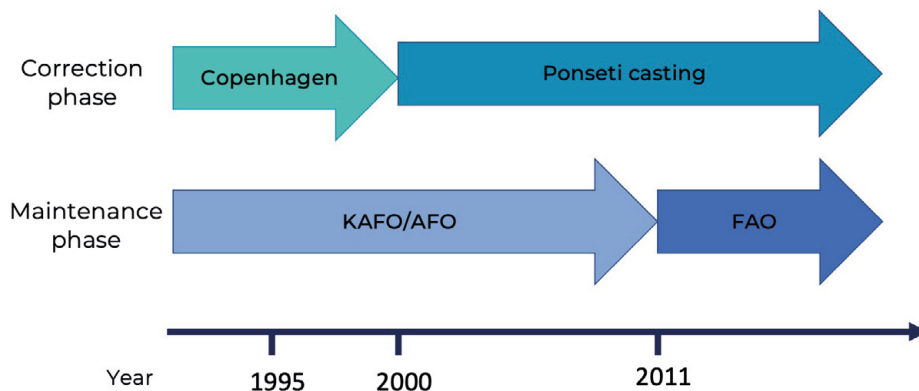 Correction
phase
Copenhagen
Ponseti casting
Maintenance
phase
KAFO/AFO
FAO
Year
1995
2000
2011